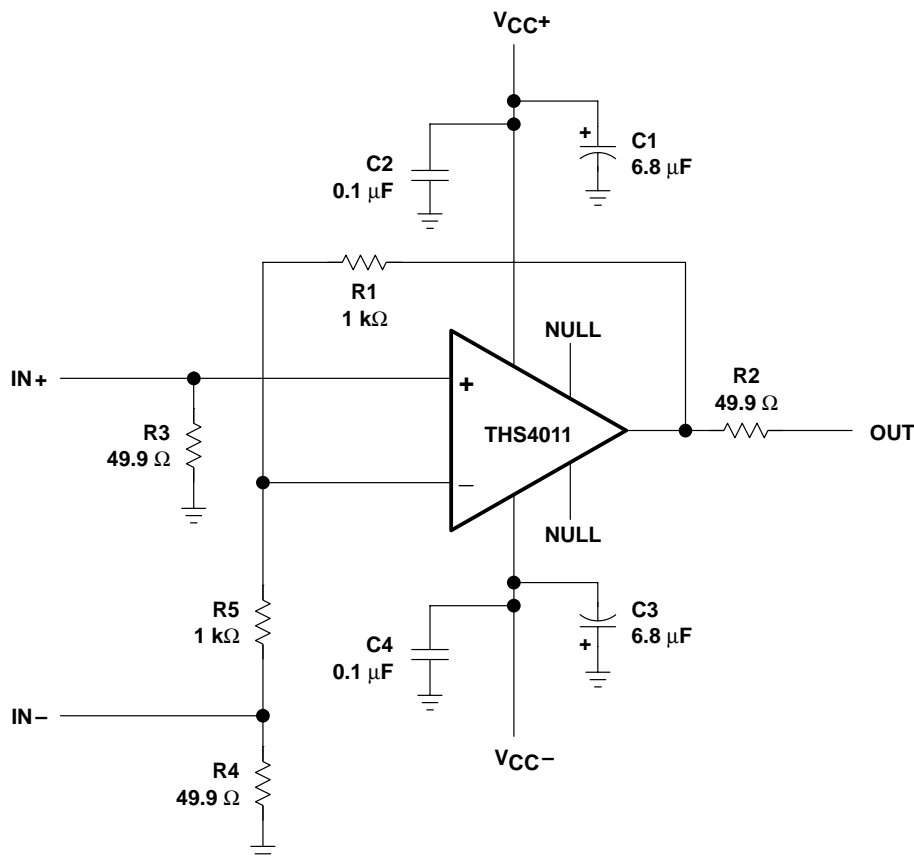 VCC+
C1
6.8 μF
+
C2
0.1 μF
R1
1 kΩ
NULL
IN+
+
R2
49.9 Ω
R3
49.9 Ω
THS4011
OUT
−
NULL
R5
1 kΩ
C4
0.1 μF
C3
6.8 μF
+
IN−
VCC−
R4
49.9 Ω